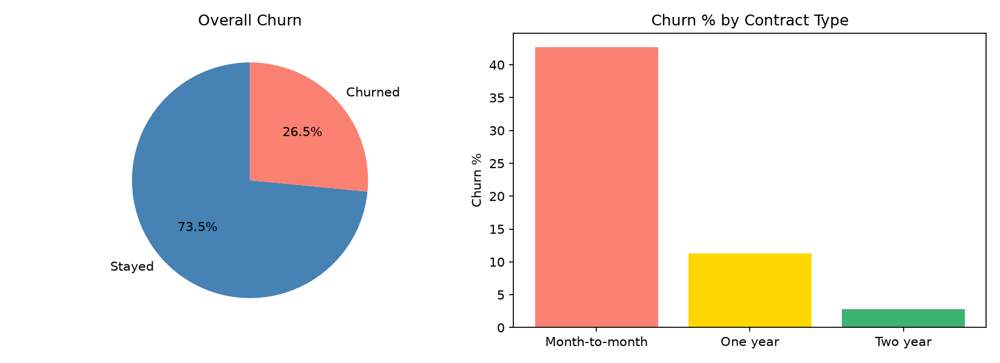 Overall Churn
Churned
26.5%
73.5%
Stayed
Churn % by Contract Type
Churn %
40
35
30
25
20
15
10
5
0
Month-to-month
One year
Two year